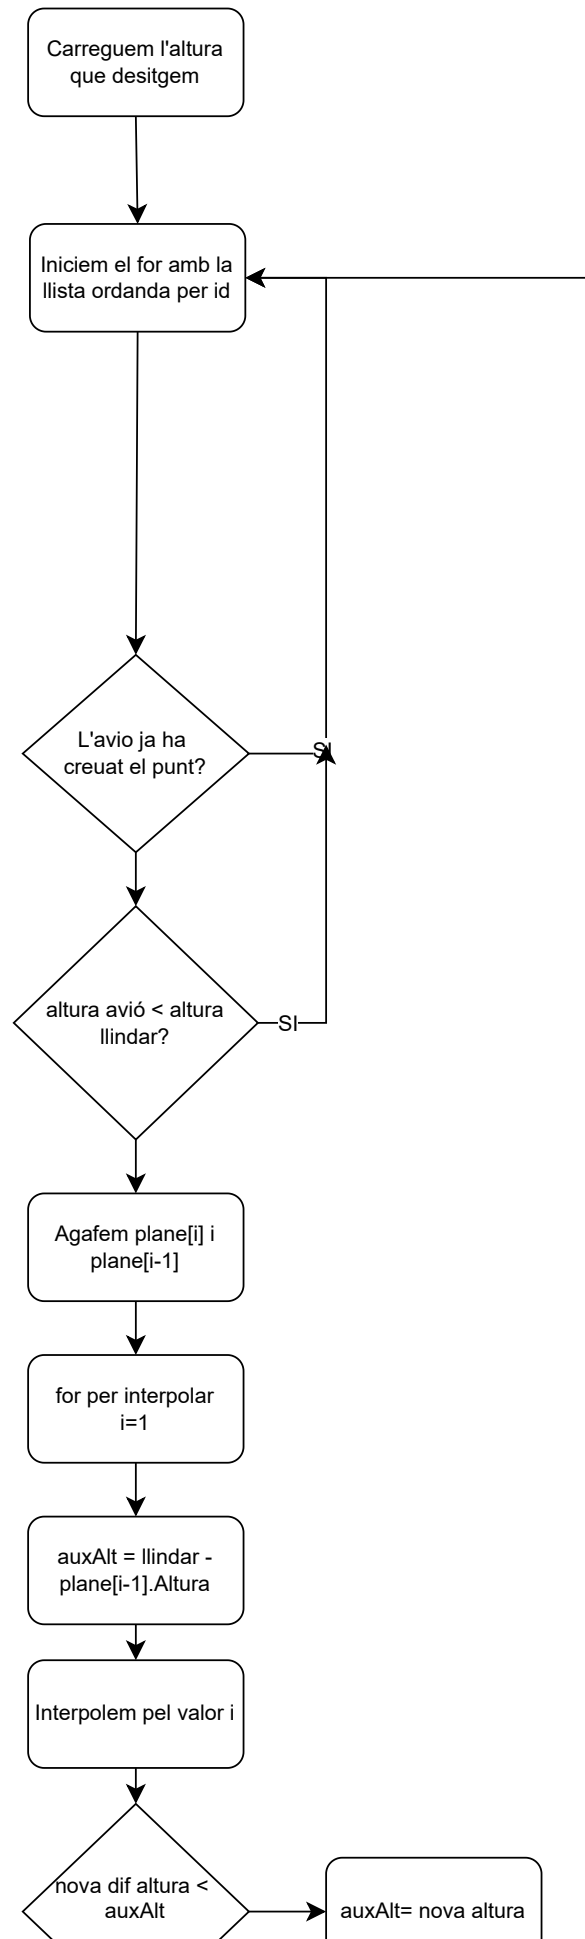 Carreguem l'altura
que desitgem
Iniciem el for amb la
llista ordanda per id
L'avio ja ha
creuat el punt?
SI
altura avió < altura
llindar?
SI
Agafem plane[i] i
plane[i-1]
for per interpolar
i=1
auxAlt = llindar -
plane[i-1].Altura
Interpolem pel valor i
nova dif altura <
auxAlt
auxAlt= nova altura